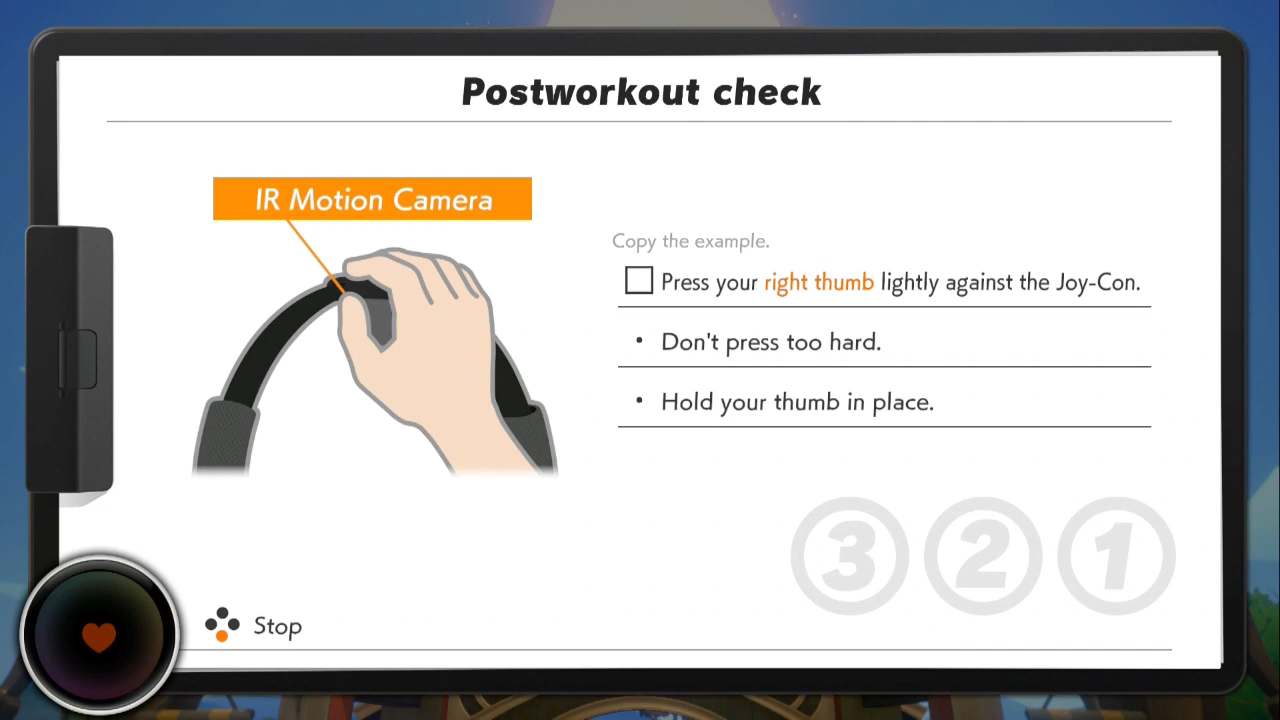 Postworkout check
IR Motion Camera
Copy the example.
Press your right thumb lightly against the Joy-Con.
• Don't press too hard.
• Hold your thumb in place.
3 2 1
Stop